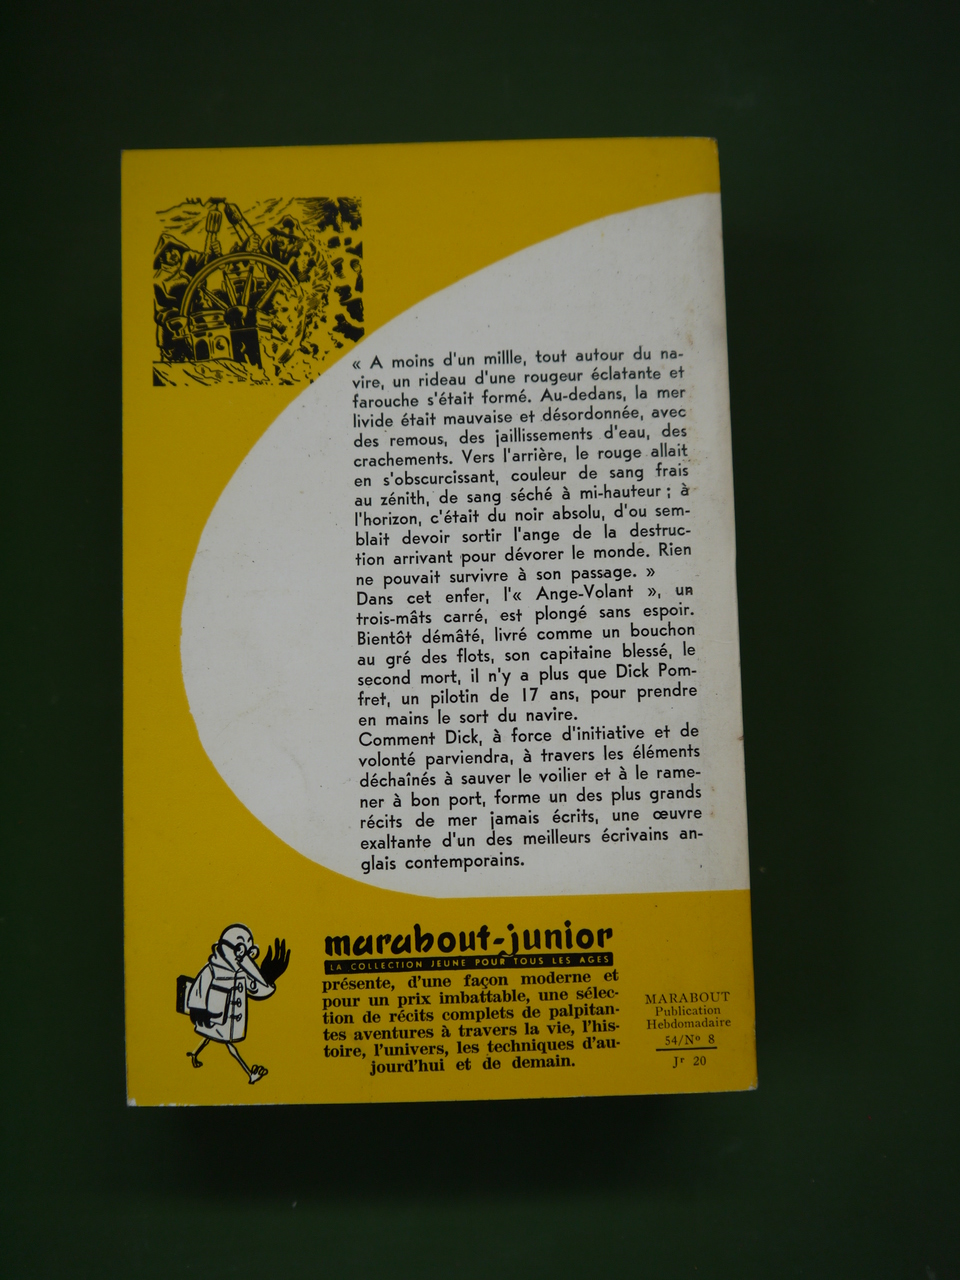 « A moins d'un millle, tout autour du na-
vire, un rideau d'une rougeur éclatante et
farouche s'était formé. Au-dedans, la mer
livide était mauvaise et désordonnée, avec
des remous, des jaillissements d'eau, des
crachements. Vers l'arrière, le rouge allait
en s'obscurcissant, couleur de sang frais
au zénith, de sang séché à mi-hauteur ; à
l'horizon, c'était du noir absolu, d'ou sem-
blait devoir sortir l'ange de la destruc-
tion arrivant pour dévorer le monde. Rien
ne pouvait survivre à son passage. »
Dans cet enfer, l'« Ange-Volant », un
trois-mâts carré, est plongé sans espoir.
Bientôt démâté, livré comme un bouchon
au gré des flots, son capitaine blessé, le
second mort, il n'y a plus que Dick Pom-
fret, un pilotin de 17 ans, pour prendre
en mains le sort du navire.
Comment Dick, à force d'initiative et de
volonté parviendra, à travers les éléments
déchaînés à sauver le voilier et à le rame-
ner à bon port, forme un des plus grands
récits de mer jamais écrits, une œuvre
exaltante d'un des meilleurs écrivains an-
glais contemporains.
marabout-junior
LA COLLECTION JEUNE POUR TOUS LES AGES
présente, d'une façon moderne et
pour un prix imbattable, une sélec-
tion de récits complets de palpitan-
tes aventures à travers la vie, l'his-
toire, l'univers, les techniques d'au-
jourd'hui et de demain.
MARABOUT
Publication
Hebdomadaire
54/Nº 8
Jr 20